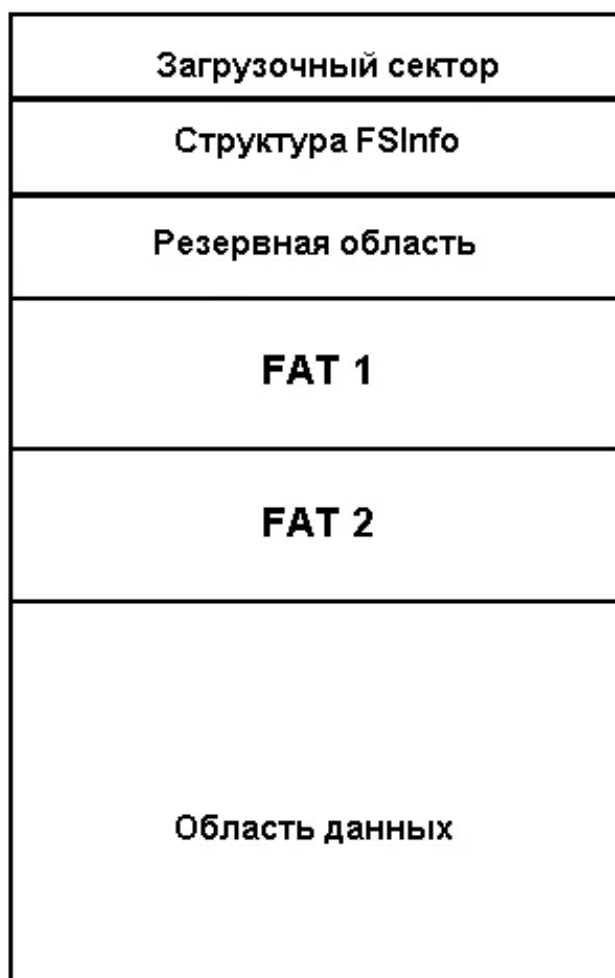 Загрузочный сектор
Структура FSInfo
Резервная область
FAT 1
FAT 2
Область данных